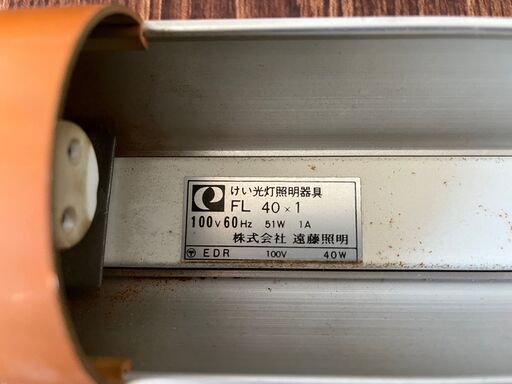 けい光灯照明器具
FL 40×1
100V 60Hz 51W 1A
株式会社 遠藤照明
EDR 100V 40W